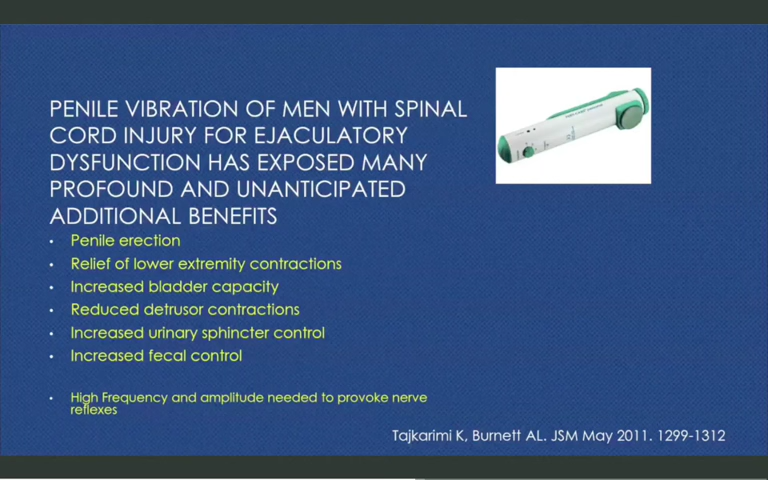 PENILE VIBRATION OF MEN WITH SPINAL
CORD INJURY FOR EJACULATORY
DYSFUNCTION HAS EXPOSED MANY
PROFOUND AND UNANTICIPATED
ADDITIONAL BENEFITS
• Penile erection
• Relief of lower extremity contractions
• Increased bladder capacity
• Reduced detrusor contractions
• Increased urinary sphincter control
• Increased fecal control
• High Frequency and amplitude needed to provoke nerve
reflexes
Tajkarimi K, Burnett AL. JSM May 2011. 1299-1312